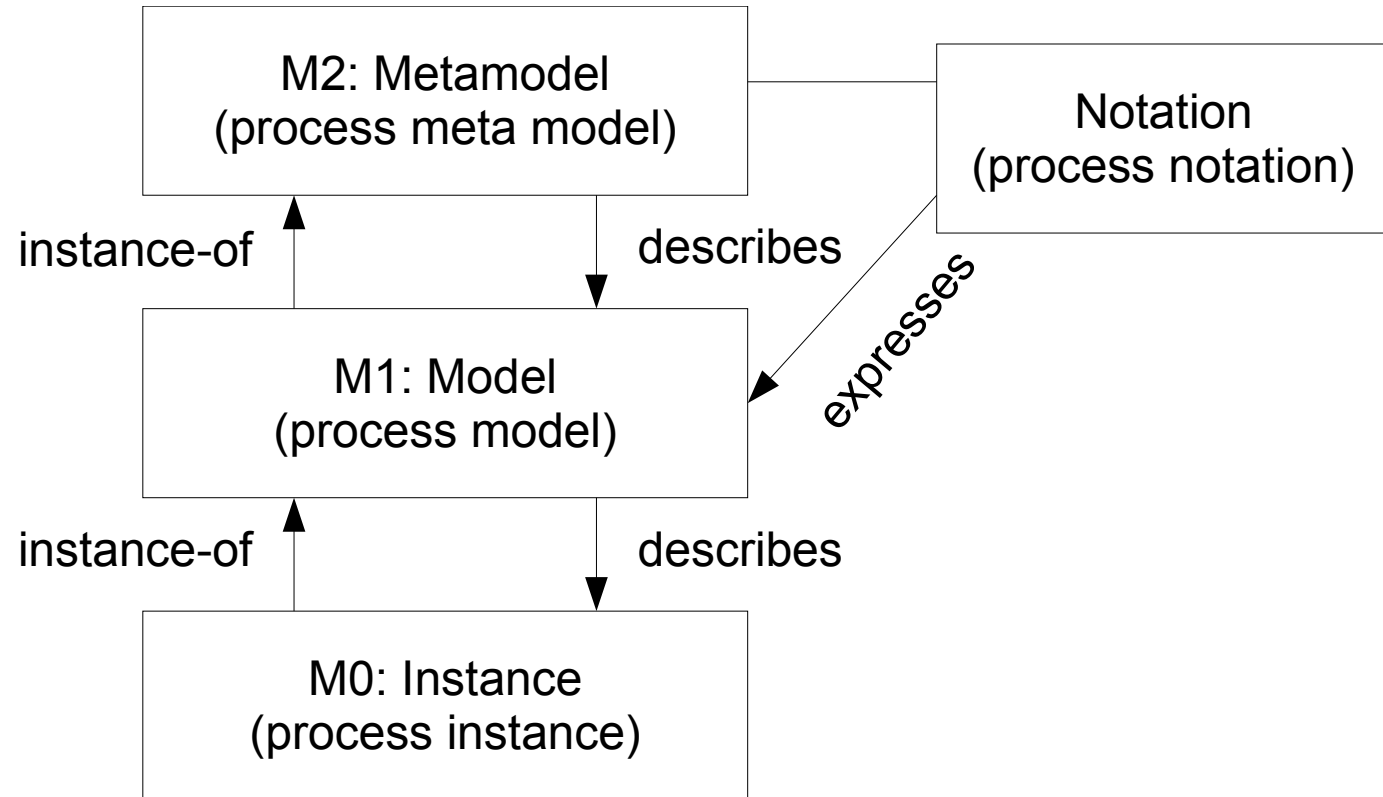 M2: Metamodel
(process meta model)
Notation
(process notation)
instance-of
describes
expresses
M1: Model
(process model)
instance-of
describes
M0: Instance
(process instance)